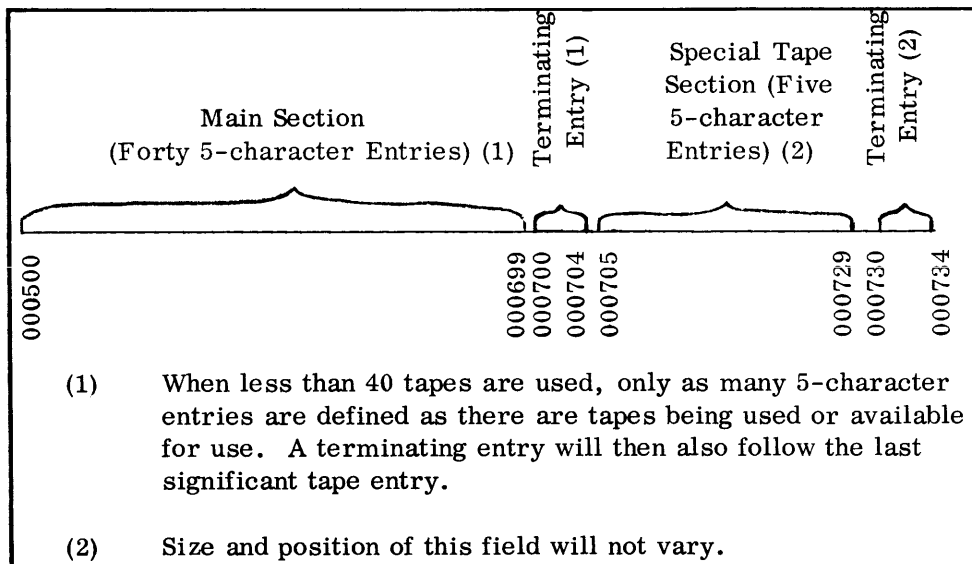 Main Section
(Forty 5-character Entries) (1)
Terminating
Entry (1)
Special Tape
Section (Five
5-character
Entries) (2)
Terminating
Entry (2)
000500
000699
000700
000704
000705
000729
000730
000734
(1) When less than 40 tapes are used, only as many 5-character
entries are defined as there are tapes being used or available
for use. A terminating entry will then also follow the last
significant tape entry.
(2) Size and position of this field will not vary.